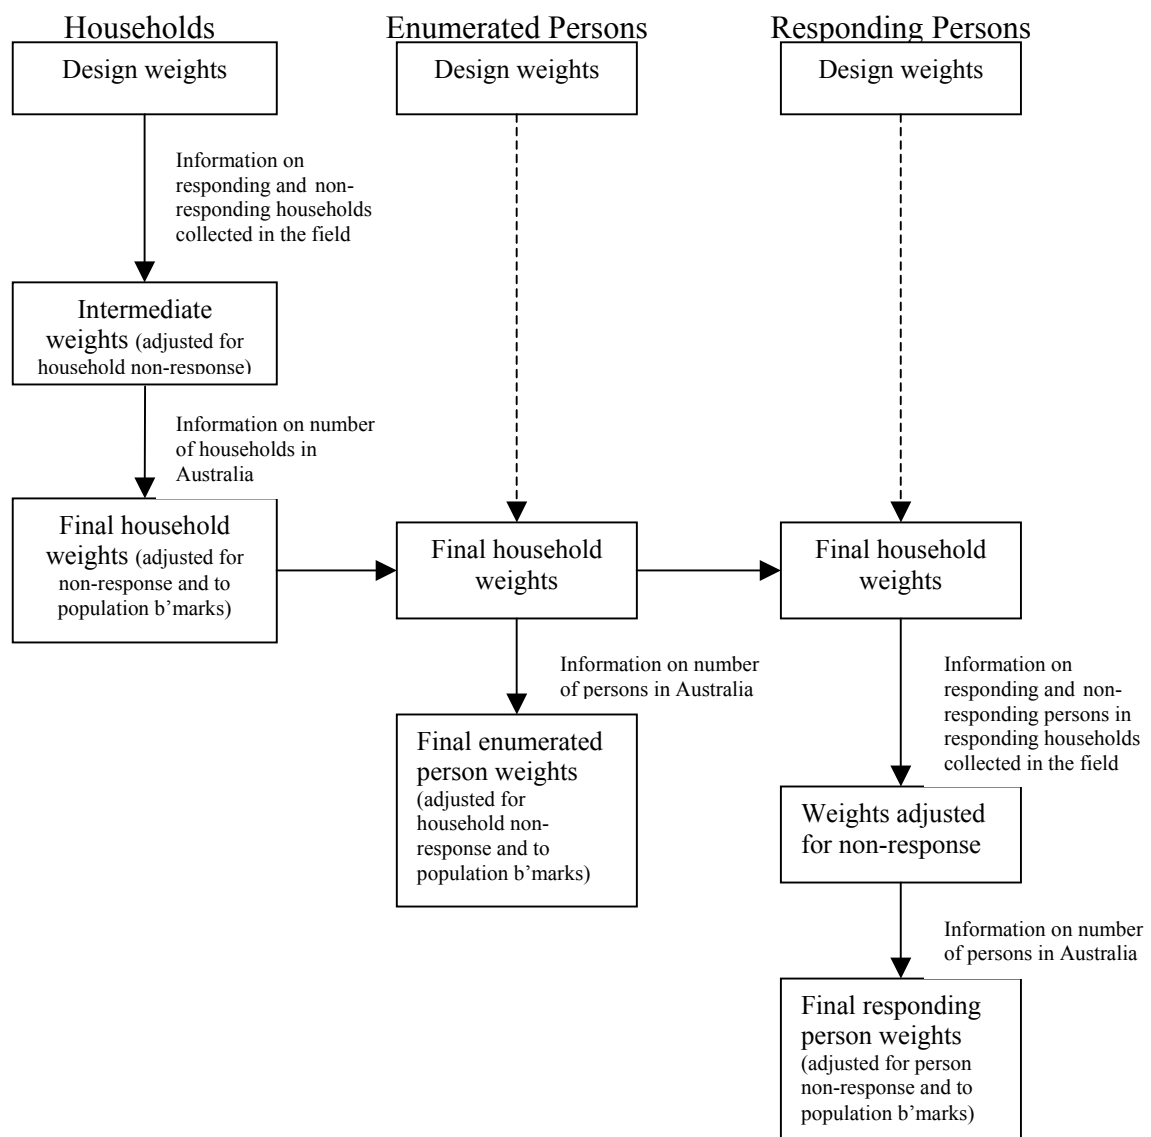 Households
Enumerated Persons
Responding Persons
Design weights
Design weights
Design weights
Information on
responding and non-
responding households
collected in the field
Intermediate
weights (adjusted for
household non-response)
Information on number
of households in
Australia
Final household
weights (adjusted for
non-response and to
population b’marks)
Final household
weights
Final household
weights
Information on number
of persons in Australia
Final enumerated
person weights
(adjusted for
household non-
response and to
population b’marks)
Information on
responding and non-
responding persons in
responding households
collected in the field
Weights adjusted
for non-response
Information on number
of persons in Australia
Final responding
person weights
(adjusted for person
non-response and to
population b’marks)